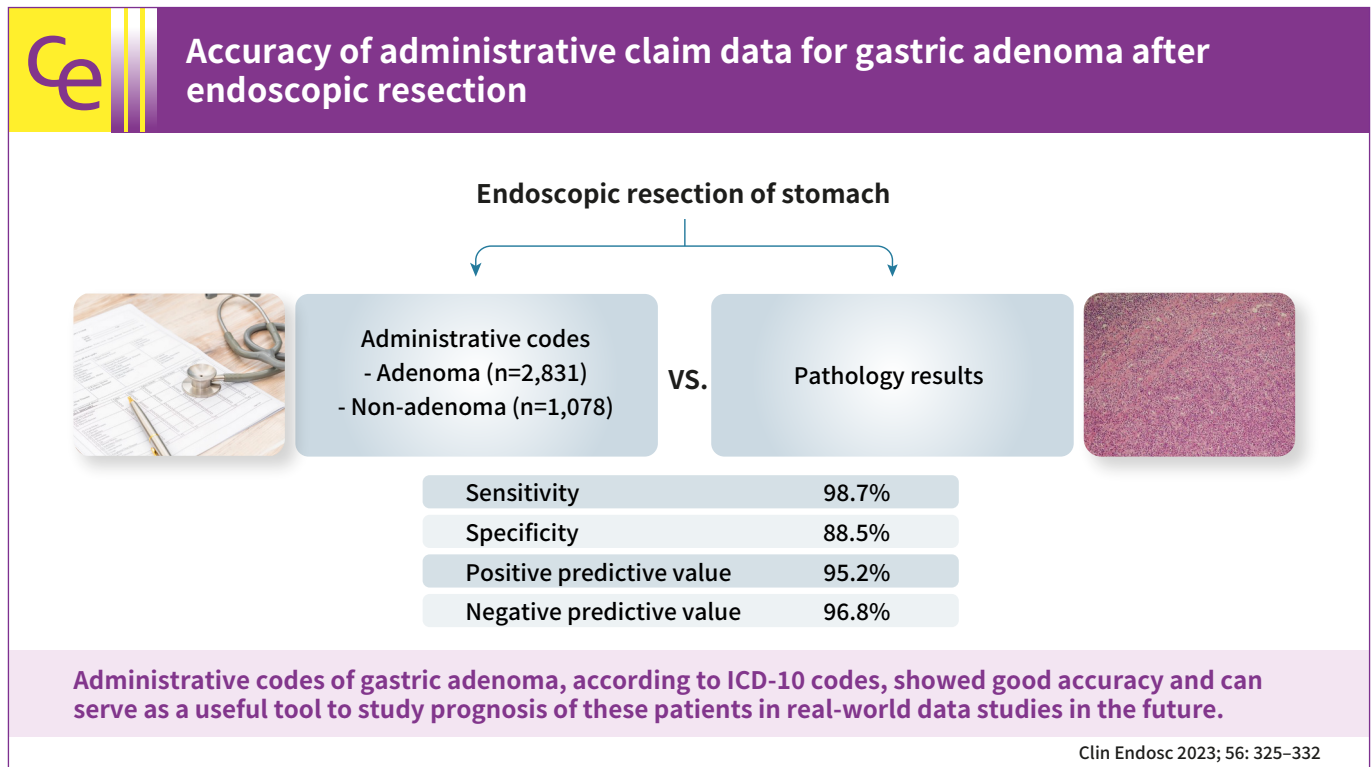 Ce
Accuracy of administrative claim data for gastric adenoma after
endoscopic resection
Endoscopic resection of stomach
Administrative codes
- Adenoma (n=2,831)
- Non-adenoma (n=1,078)
VS.
Pathology results
Sensitivity 98.7%
Specificity 88.5%
Positive predictive value 95.2%
Negative predictive value 96.8%
Administrative codes of gastric adenoma, according to ICD-10 codes, showed good accuracy and can
serve as a useful tool to study prognosis of these patients in real-world data studies in the future.
Clin Endosc 2023; 56: 325–332